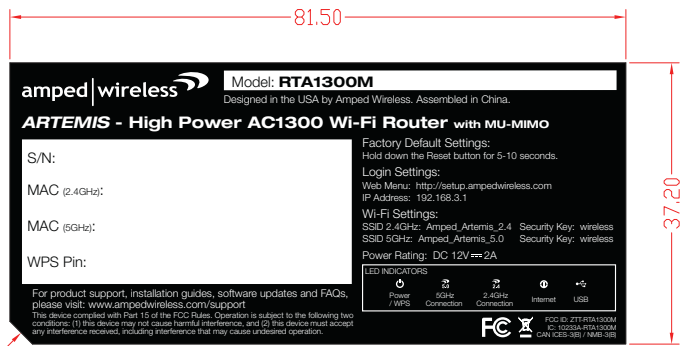 81.50
amped wireless
Model: RTA1300M
Designed in the USA by Amped Wireless. Assembled in China.
ARTEMIS - High Power AC1300 Wi-Fi Router with MU-MIMO
S/N:
MAC (2.4GHz):
MAC (5GHz):
WPS Pin:
Factory Default Settings:
Hold down the Reset button for 5-10 seconds.
Login Settings:
Web Menu: http://setup.ampedwireless.com
IP Address: 192.168.3.1
Wi-Fi Settings:
SSID 2.4GHz: Amped_Artemis_2.4 Security Key: wireless
SSID 5GHz: Amped_Artemis_5.0 Security Key: wireless
Power Rating: DC 12V⎓2A
LED INDICATORS
5.0
2.4
Power
/ WPS
5GHz
Connection
2.4GHz
Connection
Internet
USB
For product support, installation guides, software updates and FAQs,
please visit: www.ampedwireless.com/support
This device complied with Part 15 of the FCC Rules. Operation is subject to the following two
conditions: (1) this device may not cause harmful interference, and (2) this device must accept
any interference received, including interference that may cause undesired operation.
FC
FCC ID: ZTT-RTA1300M
IC: 10233A-RTA1300M
CAN ICES-3(B) / NMB-3(B)
37.20